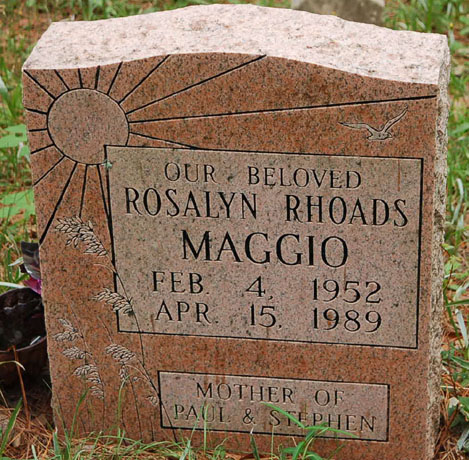 OUR BELOVED
ROSALYN RHOADS
MAGGIO
FEB. 4, 1952
APR. 15, 1989
MOTHER OF
PAUL & STEPHEN